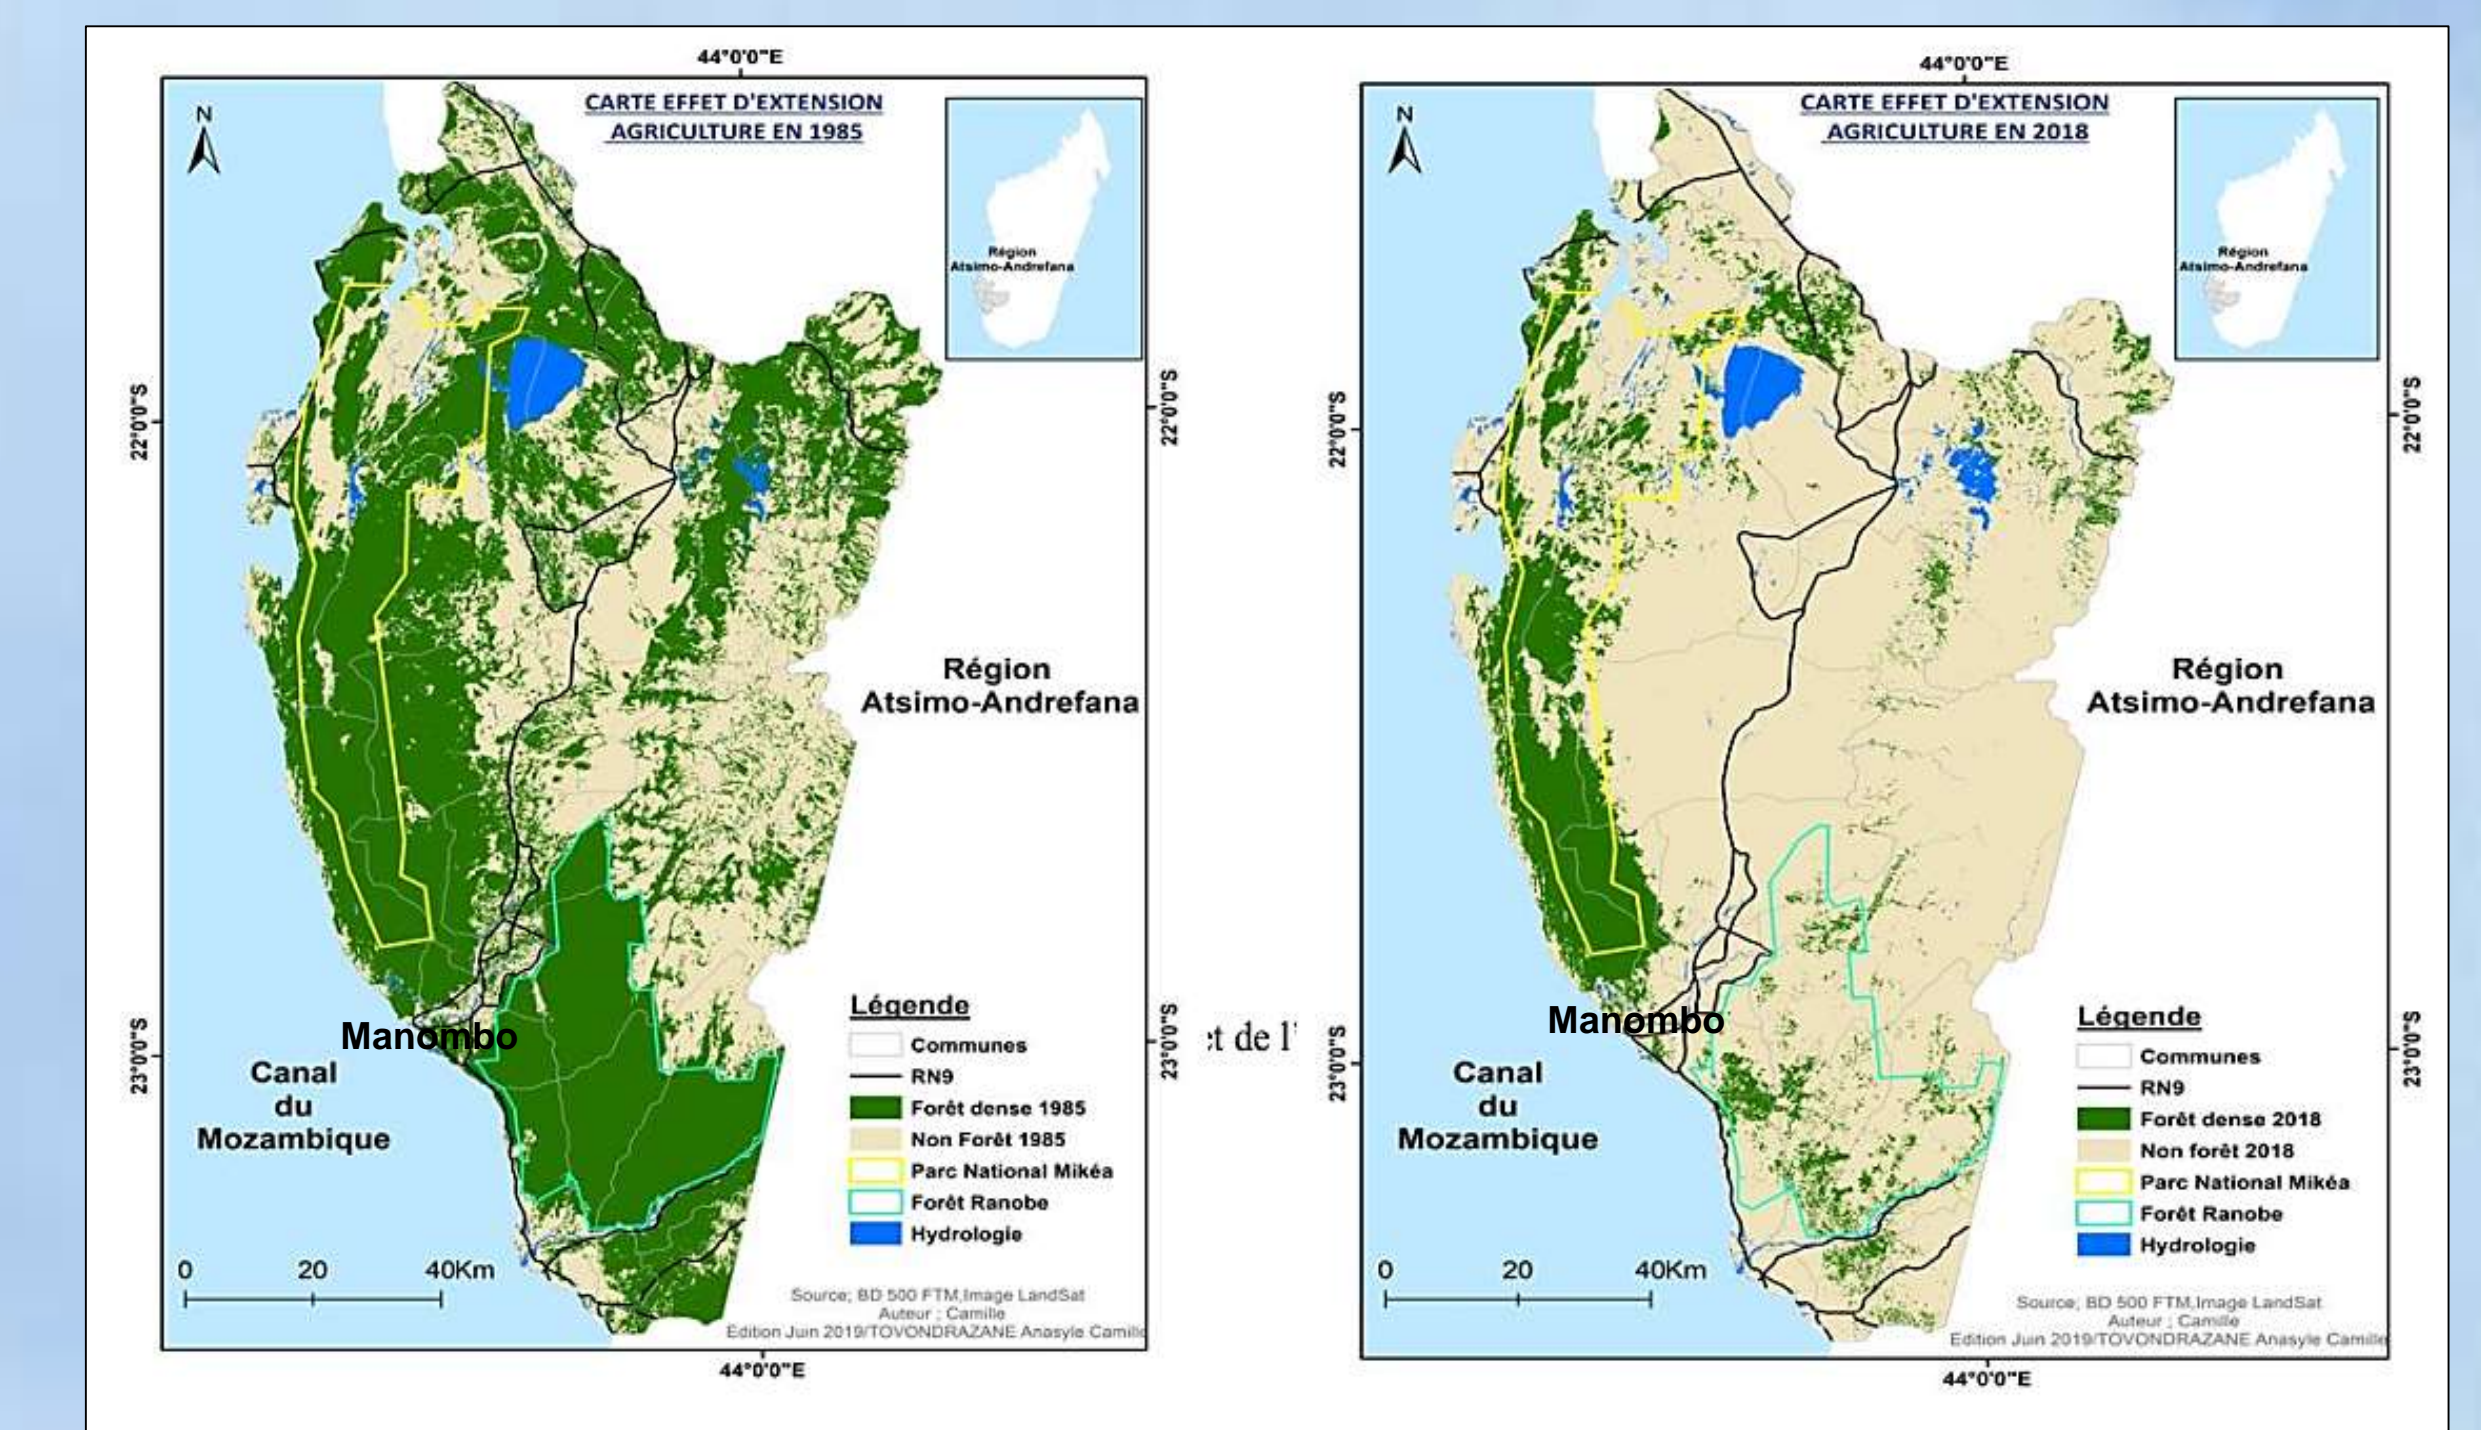 44°0'0"E
CARTE EFFET D'EXTENSION
AGRICULTURE EN 1985
N
Région
Atsimo-Andrefana
22°0'0"S
22°0'0"S
Région
Atsimo-Andrefana
Manombo
Canal
du
Mozambique
23°0'0"S
23°0'0"S
Légende
Communes
RN9
Forêt dense 1985
Non Forêt 1985
Parc National Mikéa
Forêt Ranobe
Hydrologie
0 20 40Km
Source; BD 500 FTM,Image LandSat
Auteur ; Camille
Edition Juin 2019/TOVONDRAZANE Anasyle Camille
44°0'0"E
et de l'
44°0'0"E
CARTE EFFET D'EXTENSION
AGRICULTURE EN 2018
N
Région
Atsimo-Andrefana
22°0'0"S
22°0'0"S
Région
Atsimo-Andrefana
Manombo
Canal
du
Mozambique
23°0'0"S
23°0'0"S
Légende
Communes
RN9
Forêt dense 2018
Non forêt 2018
Parc National Mikéa
Forêt Ranobe
Hydrologie
0 20 40Km
Source; BD 500 FTM,Image LandSat
Auteur ; Camille
Edition Juin 2019/TOVONDRAZANE Anasyle Camille
44°0'0"E